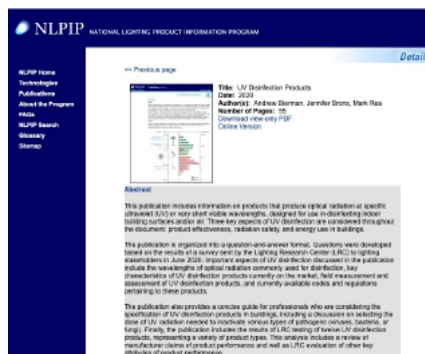 NLPIP NATIONAL LIGHTING PRODUCT INFORMATION PROGRAM
Detail
NLPIP Home
Technologies
Publications
About the Program
FAQs
NLPIP Search
Glossary
Sitemap
<< Previous page
Title: UV Disinfection Products
Date: 2020
Author(s): Andrew Bierman, Jennifer Brons, Mark Rea
Number of Pages: 55
Download view-only PDF
Online Version
Abstract
This publication includes information on products that produce optical radiation at specific
ultraviolet (UV) or very-short visible wavelengths, designed for use in disinfecting indoor
building surfaces and/or air. Three key aspects of UV disinfection are considered throughout
the document: product effectiveness, radiation safety, and energy use in buildings.
The publication is organized into a question-and-answer format. Questions were developed
based on the results of a survey sent by the Lighting Research Center (LRC) to lighting
stakeholders in June 2020. Important aspects of UV disinfection discussed in the publication
include the wavelengths of optical radiation commonly used for disinfection, key
characteristics of UV disinfection products currently on the market, field measurement and
assessment of UV disinfection products, and currently available codes and regulations
pertaining to these products.
The publication also provides a concise guide for professionals who are considering the
specification of UV disinfection products in buildings, including a discussion on selecting the
dose of UV radiation needed to inactivate various types of pathogens (viruses, bacteria, or
fungi). Finally, the publication includes the results of LRC testing of twelve UV disinfection
products, representing a variety of product types. This analysis includes a review of
manufacturer claims of product performance as well as LRC evaluation of other key
attributes of product performance.